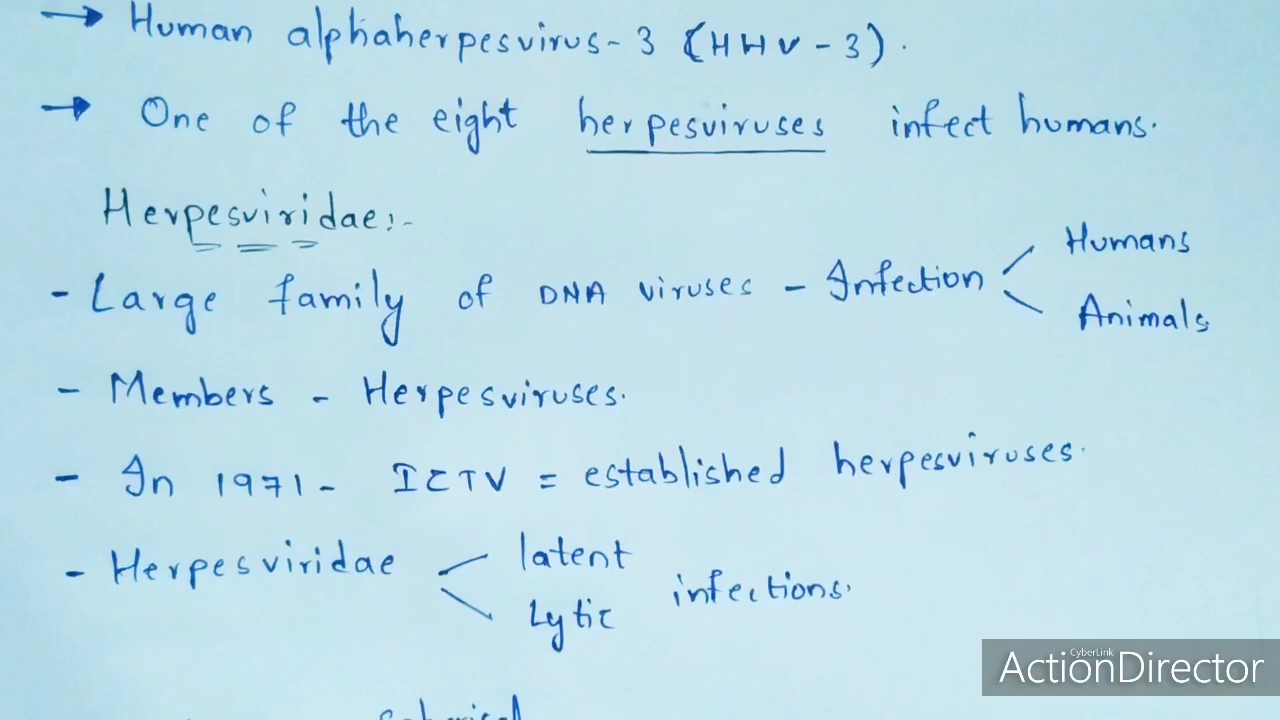 → Human alphaherpesvirus-3 (HHV-3).
→ One of the eight herpesviruses infect humans.
Herpesviridae:-
- Large family of DNA viruses - Infection < Humans
Animals
- Members - Herpesviruses.
- In 1971 - ICTV = established herpesviruses.
- Herpesviridae < latent
Lytic infections.
CyberLink
ActionDirector